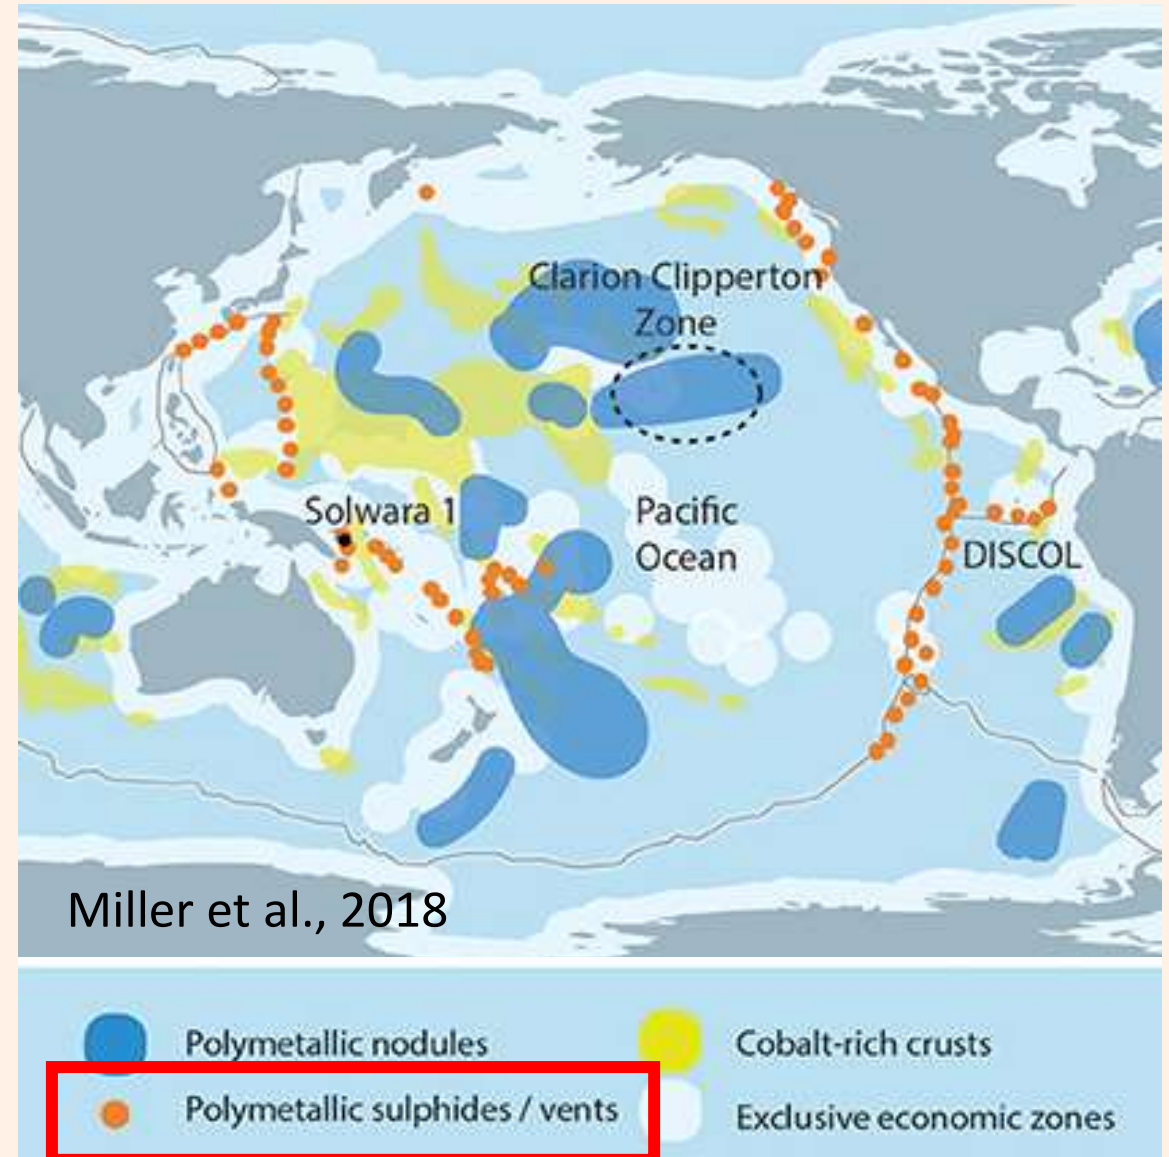 Clarion Clipperton
Zone
Solwara 1
Pacific
Ocean
DISCOL
Miller et al., 2018
Polymetallic nodules
Cobalt-rich crusts
Polymetallic sulphides / vents
Exclusive economic zones